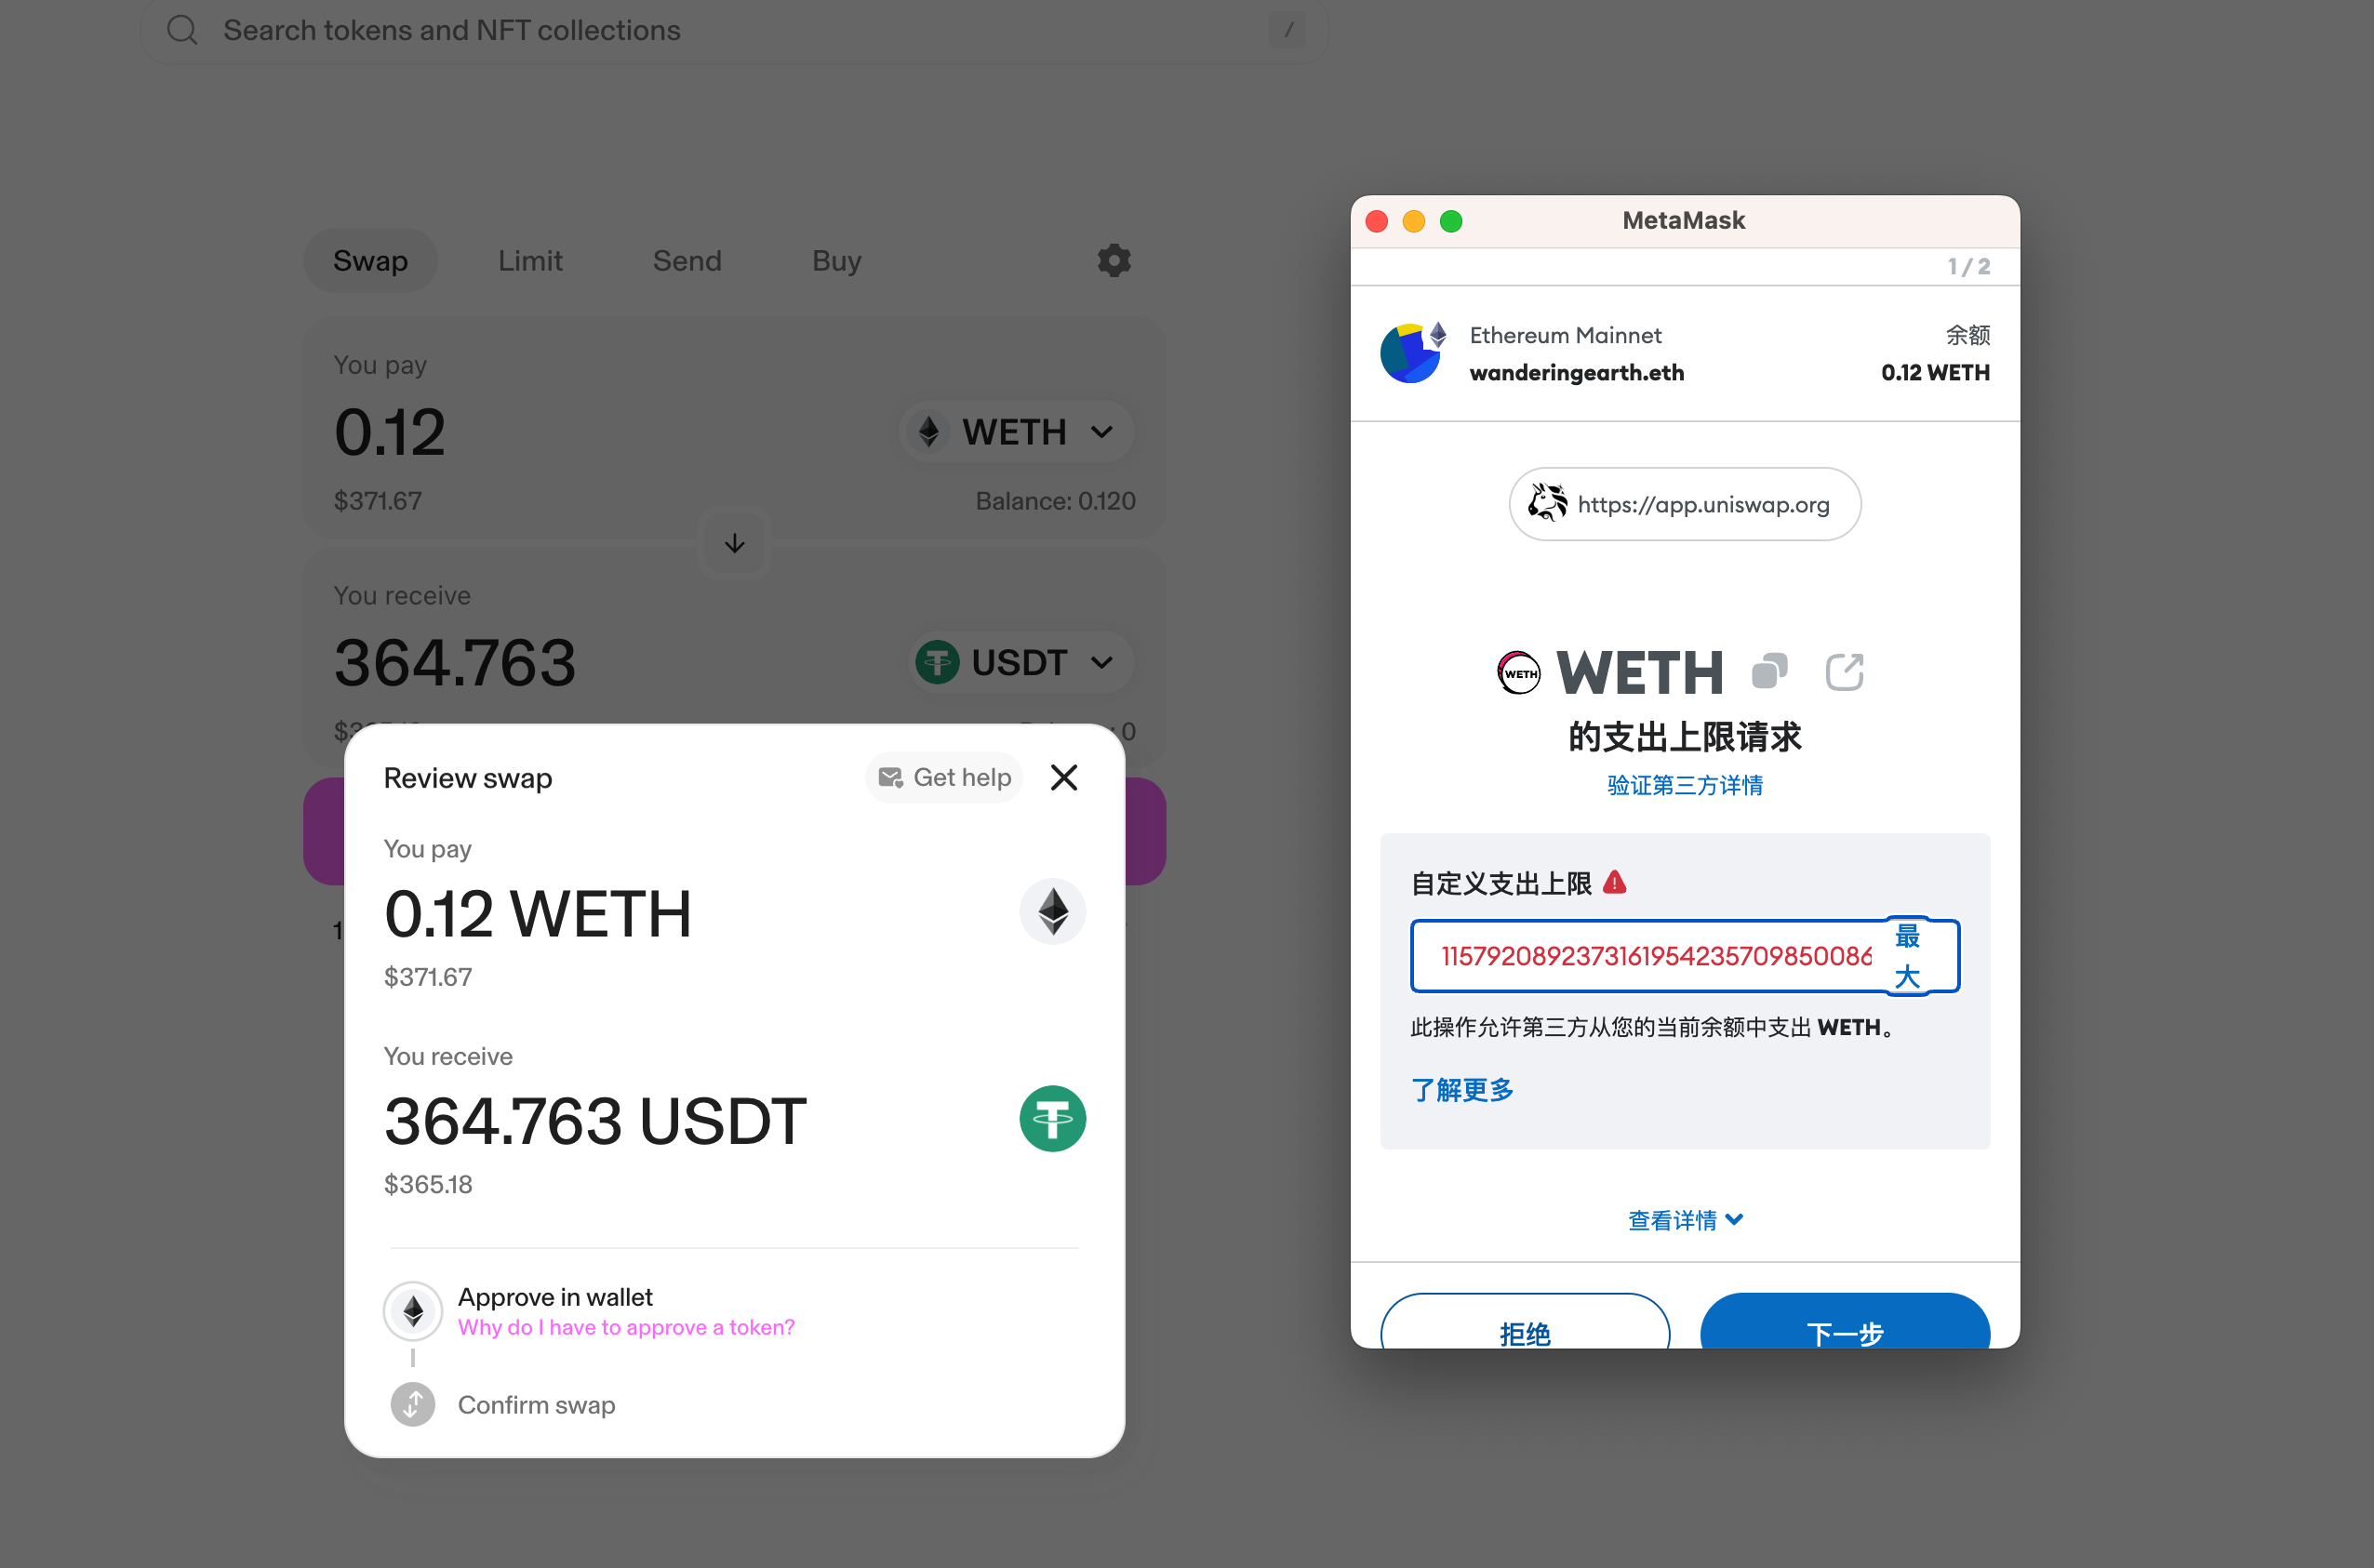 Search tokens and NFT collections
/
Swap
Limit
Send
Buy
You pay
0.12
WETH
$371.67
Balance: 0.120
You receive
364.763
USDT
Review swap
Get help
You pay
0.12 WETH
$371.67
You receive
364.763 USDT
$365.18
Approve in wallet
Why do I have to approve a token?
Confirm swap
MetaMask
1 / 2
Ethereum Mainnet
余额
wanderingearth.eth
0.12 WETH
https://app.uniswap.org
WETH
WETH
的支出上限请求
验证第三方详情
自定义支出上限
115792089237316195423570985008 6
最大
此操作允许第三方从您的当前余额中支出 WETH。
了解更多
查看详情
拒绝
下一步